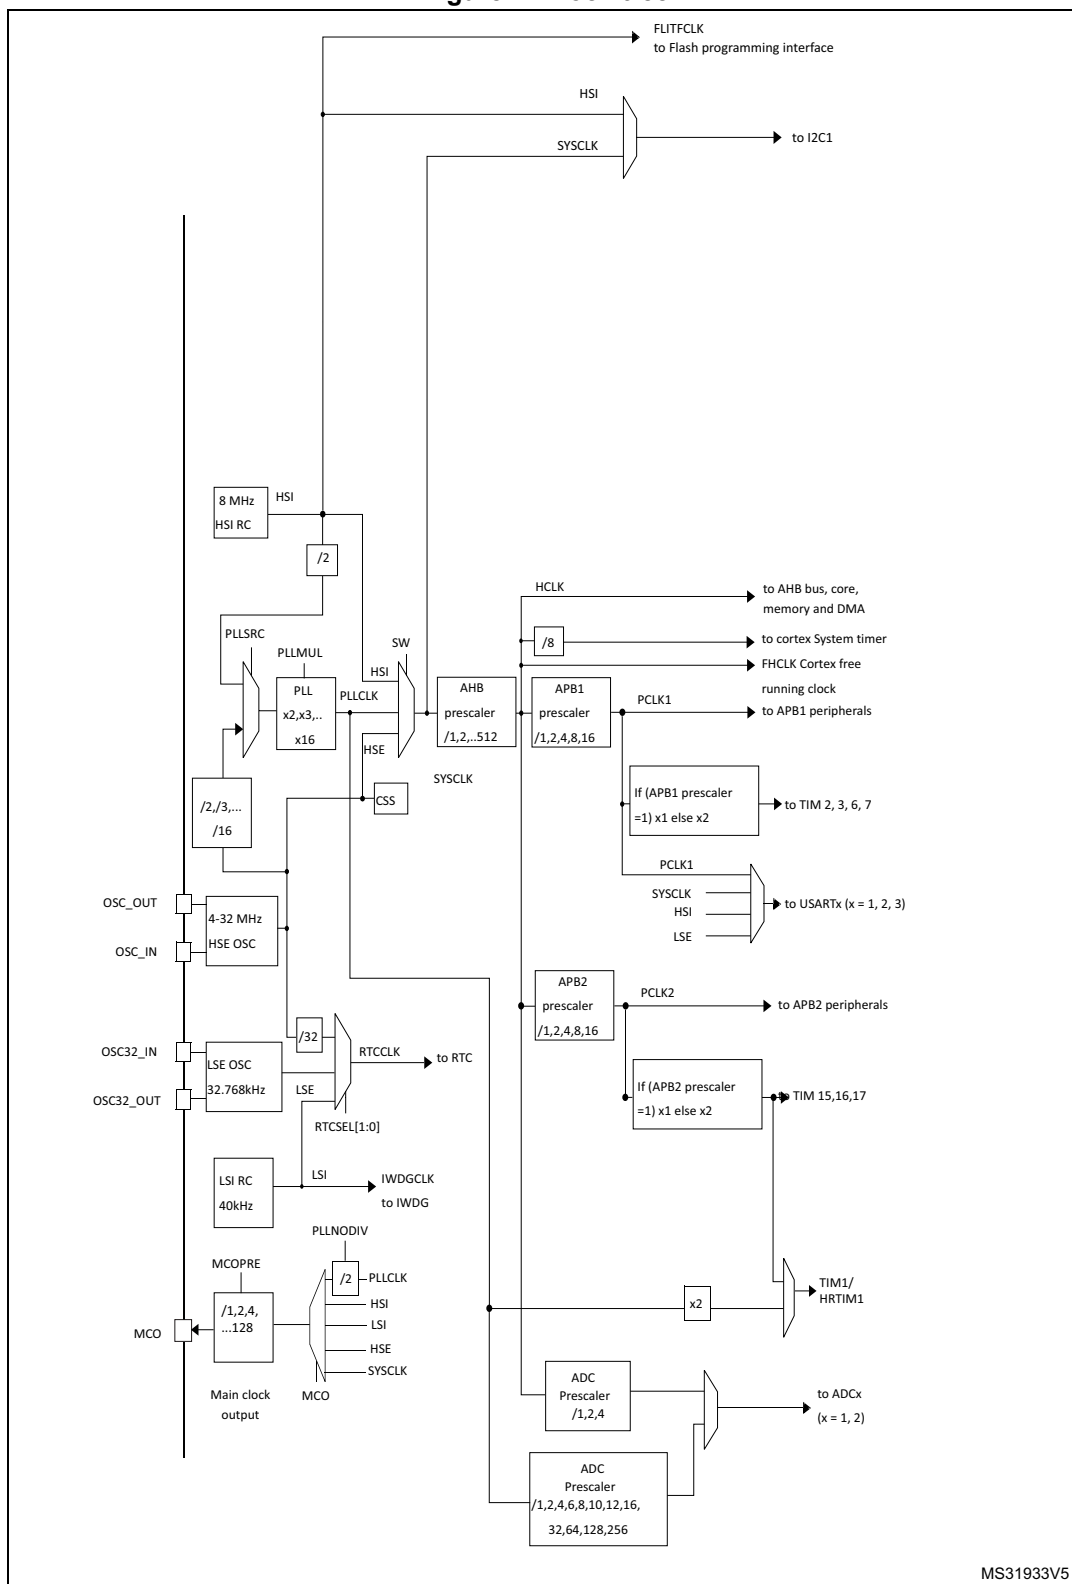 FLITFCLK
to Flash programming interface
HSI
to I2C1
SYSCLK
8 MHz
HSI RC
HSI
/2
HCLK
to AHB bus, core,
memory and DMA
/8
to cortex System timer
FHCLK Cortex free
running clock
PLLSRC
PLLMUL
SW
HSI
PLL
x2,x3,..
x16
PLLCLK
HSE
AHB
prescaler
/1,2,..512
APB1
prescaler
/1,2,4,8,16
PCLK1
to APB1 peripherals
SYSCLK
CSS
/2,/3,...
/16
If (APB1 prescaler
=1) x1 else x2
to TIM 2, 3, 6, 7
PCLK1
SYSCLK
HSI
LSE
to USARTx (x = 1, 2, 3)
OSC_OUT
OSC_IN
4-32 MHz
HSE OSC
APB2
prescaler
/1,2,4,8,16
PCLK2
to APB2 peripherals
/32
OSC32_IN
OSC32_OUT
LSE OSC
32.768kHz
RTCCLK
to RTC
LSE
RTCSEL[1:0]
If (APB2 prescaler
=1) x1 else x2
to TIM 15,16,17
LSI RC
40kHz
LSI
IWDGCLK
to IWDG
PLLNODIV
MCOPRE
/2
PLLCLK
HSI
LSI
HSE
SYSCLK
/1,2,4,
...128
MCO
MCO
Main clock
output
x2
TIM1/
HRTIM1
ADC
Prescaler
/1,2,4
to ADCx
(x = 1, 2)
ADC
Prescaler
/1,2,4,6,8,10,12,16,
32,64,128,256
MS31933V5